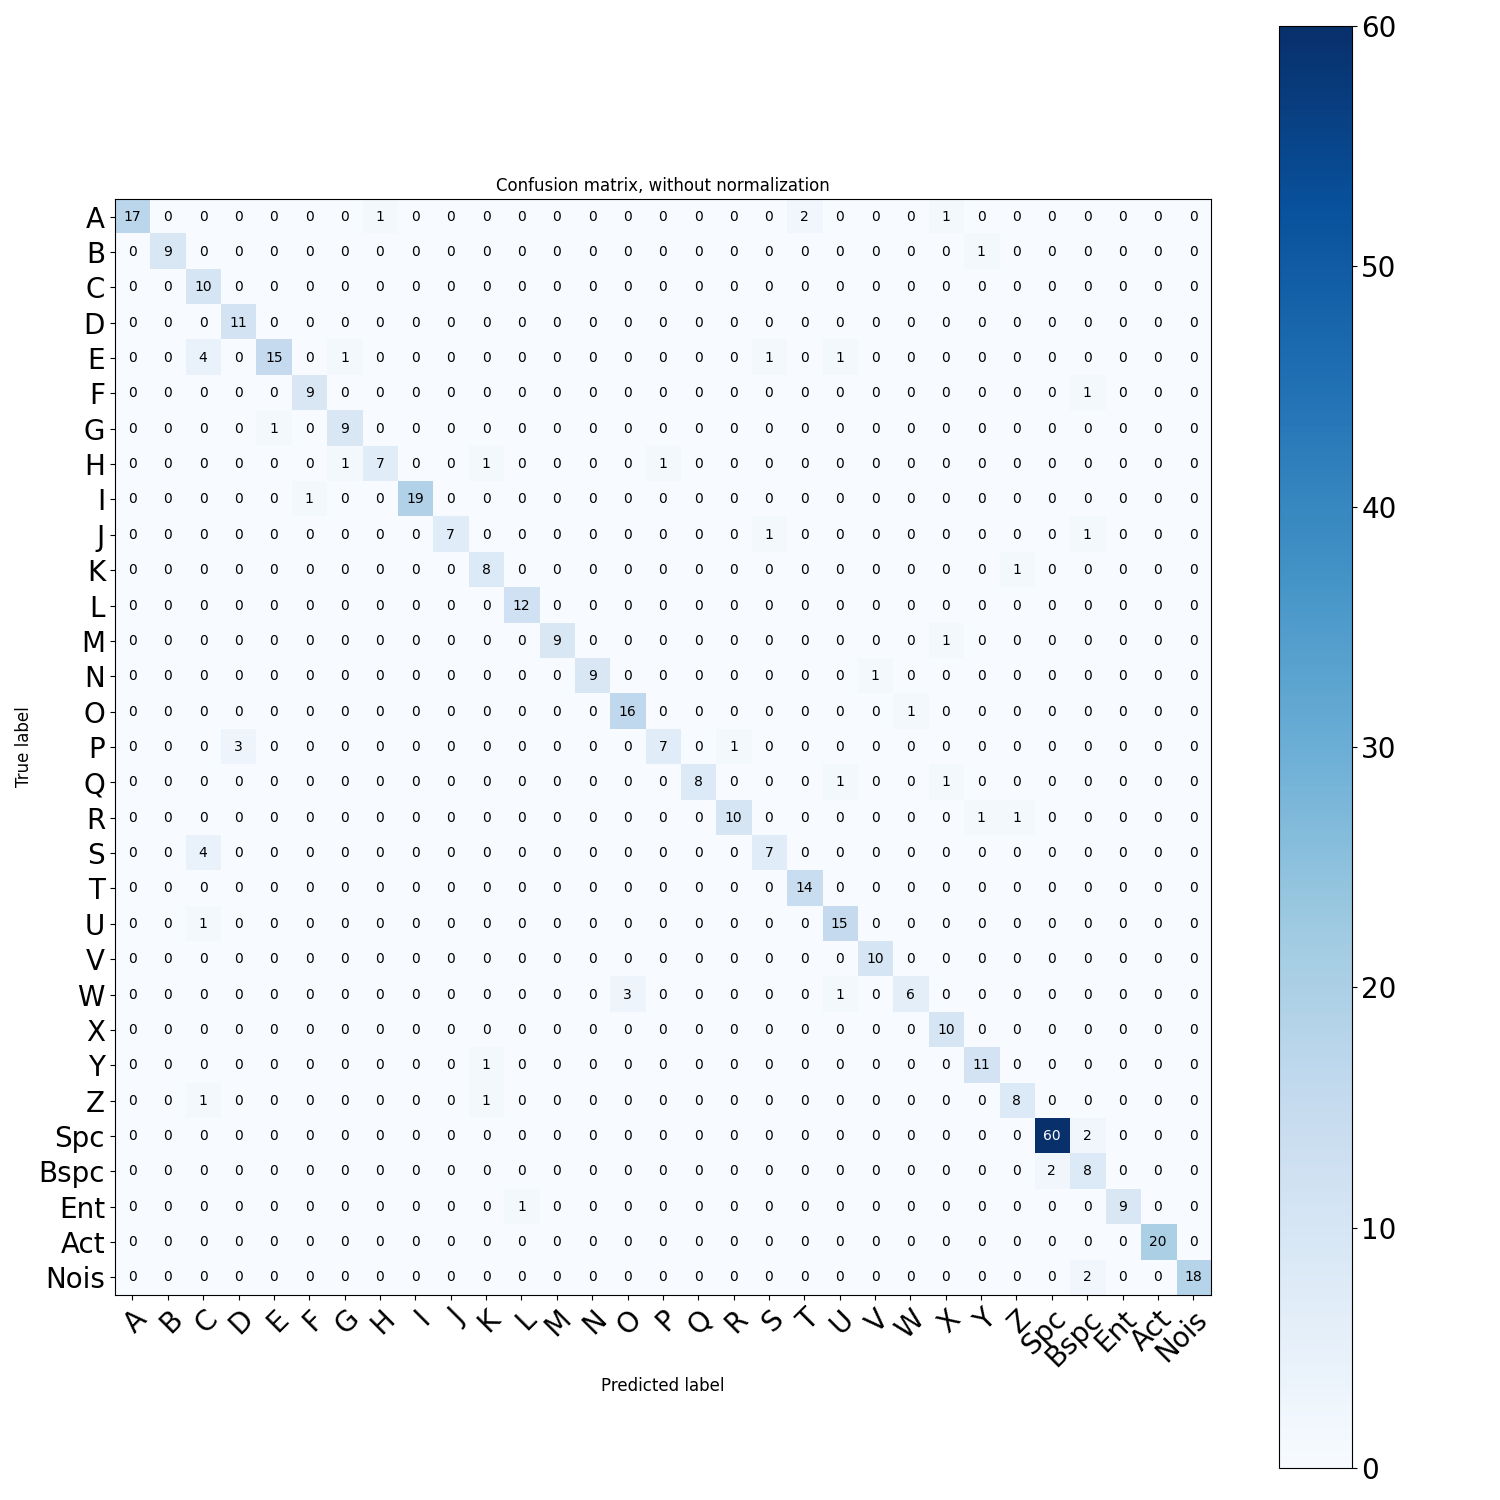 Confusion matrix, without normalization
A 17 0 0 0 0 0 0 1 0 0 0 0 0 0 0 0 0 0 0 2 0 0 0 1 0 0 0 0 0 0 0
B 0 9 0 0 0 0 0 0 0 0 0 0 0 0 0 0 0 0 0 0 0 0 0 0 1 0 0 0 0 0 0
C 0 0 10 0 0 0 0 0 0 0 0 0 0 0 0 0 0 0 0 0 0 0 0 0 0 0 0 0 0 0 0
D 0 0 0 11 0 0 0 0 0 0 0 0 0 0 0 0 0 0 0 0 0 0 0 0 0 0 0 0 0 0 0
E 0 0 4 0 15 0 1 0 0 0 0 0 0 0 0 0 0 0 1 0 1 0 0 0 0 0 0 0 0 0 0
F 0 0 0 0 0 9 0 0 0 0 0 0 0 0 0 0 0 0 0 0 0 0 0 0 0 0 0 1 0 0 0
G 0 0 0 0 1 0 9 0 0 0 0 0 0 0 0 0 0 0 0 0 0 0 0 0 0 0 0 0 0 0 0
H 0 0 0 0 0 0 1 7 0 0 1 0 0 0 0 1 0 0 0 0 0 0 0 0 0 0 0 0 0 0 0
I 0 0 0 0 0 1 0 0 19 0 0 0 0 0 0 0 0 0 0 0 0 0 0 0 0 0 0 0 0 0 0
J 0 0 0 0 0 0 0 0 0 7 0 0 0 0 0 0 0 0 1 0 0 0 0 0 0 0 0 1 0 0 0
K 0 0 0 0 0 0 0 0 0 0 8 0 0 0 0 0 0 0 0 0 0 0 0 0 0 1 0 0 0 0 0
L 0 0 0 0 0 0 0 0 0 0 0 12 0 0 0 0 0 0 0 0 0 0 0 0 0 0 0 0 0 0 0
M 0 0 0 0 0 0 0 0 0 0 0 0 9 0 0 0 0 0 0 0 0 0 0 1 0 0 0 0 0 0 0
N 0 0 0 0 0 0 0 0 0 0 0 0 0 9 0 0 0 0 0 0 0 1 0 0 0 0 0 0 0 0 0
O 0 0 0 0 0 0 0 0 0 0 0 0 0 0 16 0 0 0 0 0 0 0 1 0 0 0 0 0 0 0 0
P 0 0 0 3 0 0 0 0 0 0 0 0 0 0 0 7 0 1 0 0 0 0 0 0 0 0 0 0 0 0 0
Q 0 0 0 0 0 0 0 0 0 0 0 0 0 0 0 0 8 0 0 0 1 0 0 1 0 0 0 0 0 0 0
R 0 0 0 0 0 0 0 0 0 0 0 0 0 0 0 0 0 10 0 0 0 0 0 0 1 1 0 0 0 0 0
S 0 0 4 0 0 0 0 0 0 0 0 0 0 0 0 0 0 0 7 0 0 0 0 0 0 0 0 0 0 0 0
T 0 0 0 0 0 0 0 0 0 0 0 0 0 0 0 0 0 0 0 14 0 0 0 0 0 0 0 0 0 0 0
U 0 0 1 0 0 0 0 0 0 0 0 0 0 0 0 0 0 0 0 0 15 0 0 0 0 0 0 0 0 0 0
V 0 0 0 0 0 0 0 0 0 0 0 0 0 0 0 0 0 0 0 0 0 10 0 0 0 0 0 0 0 0 0
W 0 0 0 0 0 0 0 0 0 0 0 0 0 0 3 0 0 0 0 0 1 0 6 0 0 0 0 0 0 0 0
X 0 0 0 0 0 0 0 0 0 0 0 0 0 0 0 0 0 0 0 0 0 0 0 10 0 0 0 0 0 0 0
Y 0 0 0 0 0 0 0 0 0 0 1 0 0 0 0 0 0 0 0 0 0 0 0 0 11 0 0 0 0 0 0
Z 0 0 1 0 0 0 0 0 0 0 1 0 0 0 0 0 0 0 0 0 0 0 0 0 0 8 0 0 0 0 0
Spc 0 0 0 0 0 0 0 0 0 0 0 0 0 0 0 0 0 0 0 0 0 0 0 0 0 0 60 2 0 0 0
Bspc 0 0 0 0 0 0 0 0 0 0 0 0 0 0 0 0 0 0 0 0 0 0 0 0 0 0 2 8 0 0 0
Ent 0 0 0 0 0 0 0 0 0 0 0 1 0 0 0 0 0 0 0 0 0 0 0 0 0 0 0 0 9 0 0
Act 0 0 0 0 0 0 0 0 0 0 0 0 0 0 0 0 0 0 0 0 0 0 0 0 0 0 0 0 0 20 0
Nois 0 0 0 0 0 0 0 0 0 0 0 0 0 0 0 0 0 0 0 0 0 0 0 0 0 0 0 2 0 0 18
A B C D E F G H I J K L M N O P Q R S T U V W X Y Z Spc Bspc Ent Act Nois
Predicted label
True label
60
50
40
30
20
10
0